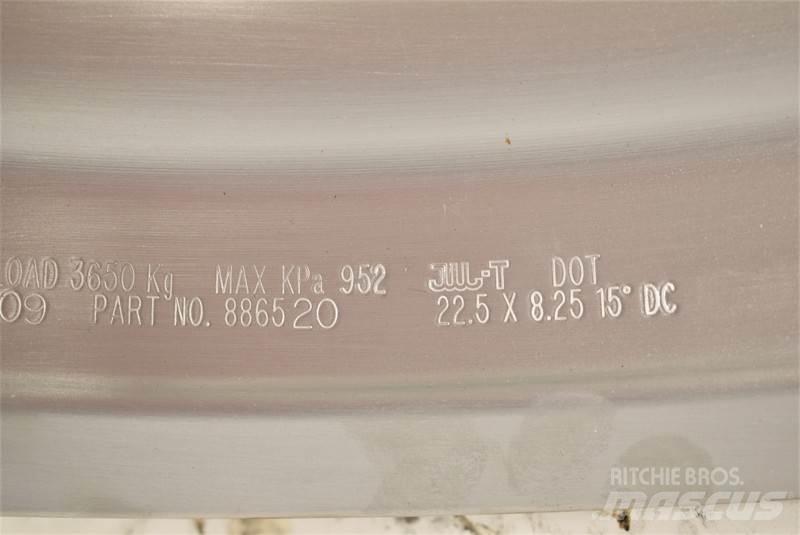 OAD 3650 Kg MAX KPa 952 JWL-T DOT
09 PART NO. 886520 22.5 X 8.25 15° DC
RITCHIE BROS.
MASCUS